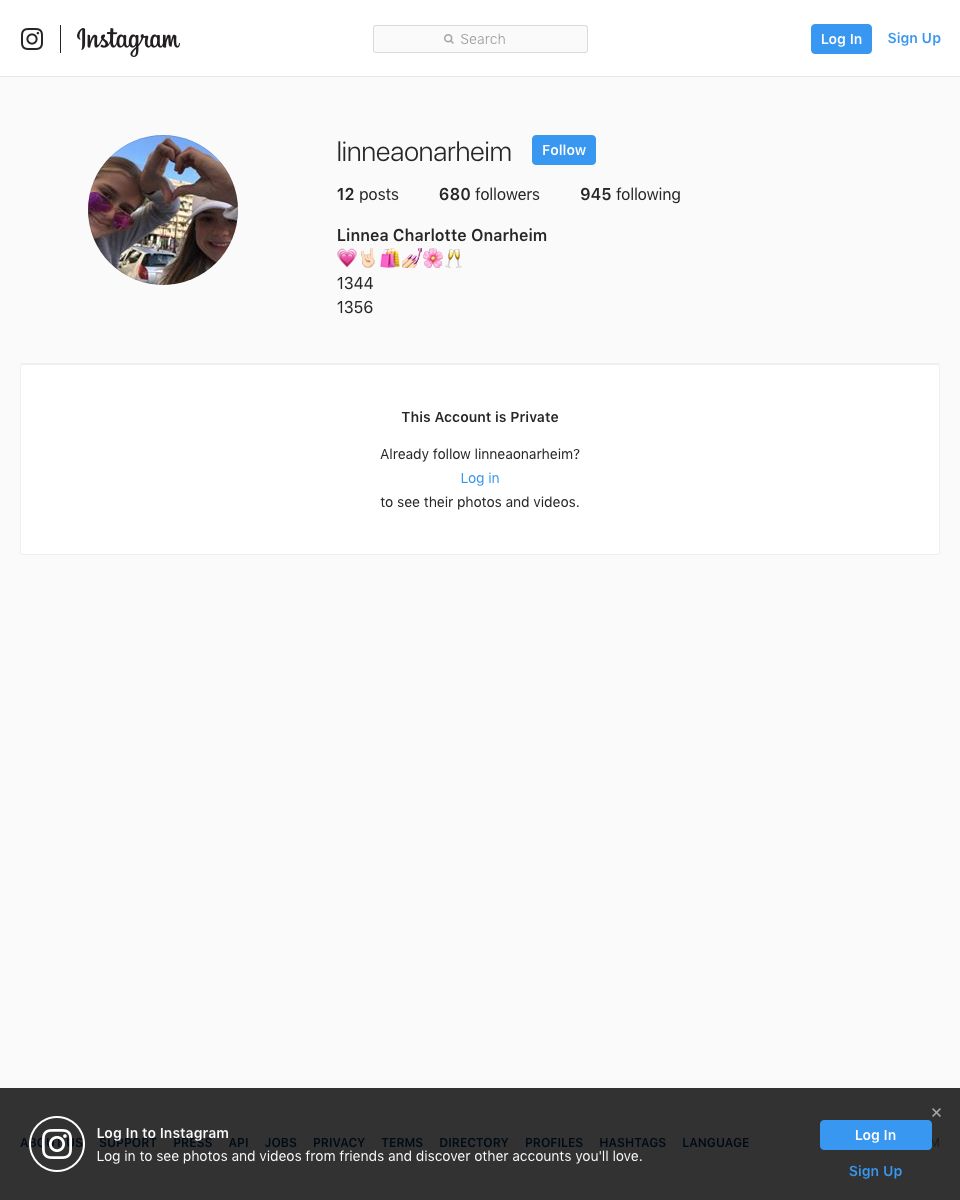 Instagram
Search
Log In
Sign Up
linneaonarheim
Follow
12 posts
680 followers
945 following
Linnea Charlotte Onarheim
💗🤘🏻🛍💅🏻🌸🥂
1344
1356
This Account is Private
Already follow linneaonarheim?
Log in
to see their photos and videos.
Log In to Instagram
Log in to see photos and videos from friends and discover other accounts you'll love.
SUPPORT PRESS API JOBS PRIVACY TERMS DIRECTORY PROFILES HASHTAGS LANGUAGE
✕
Log In
Sign Up